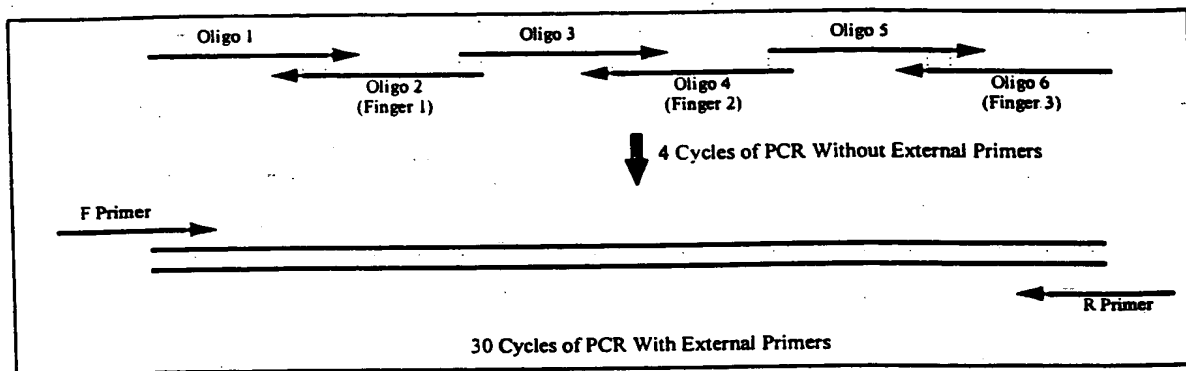 Oligo 1
Oligo 3
Oligo 5
Oligo 2
(Finger 1)
Oligo 4
(Finger 2)
Oligo 6
(Finger 3)
4 Cycles of PCR Without External Primers
F Primer
R Primer
30 Cycles of PCR With External Primers